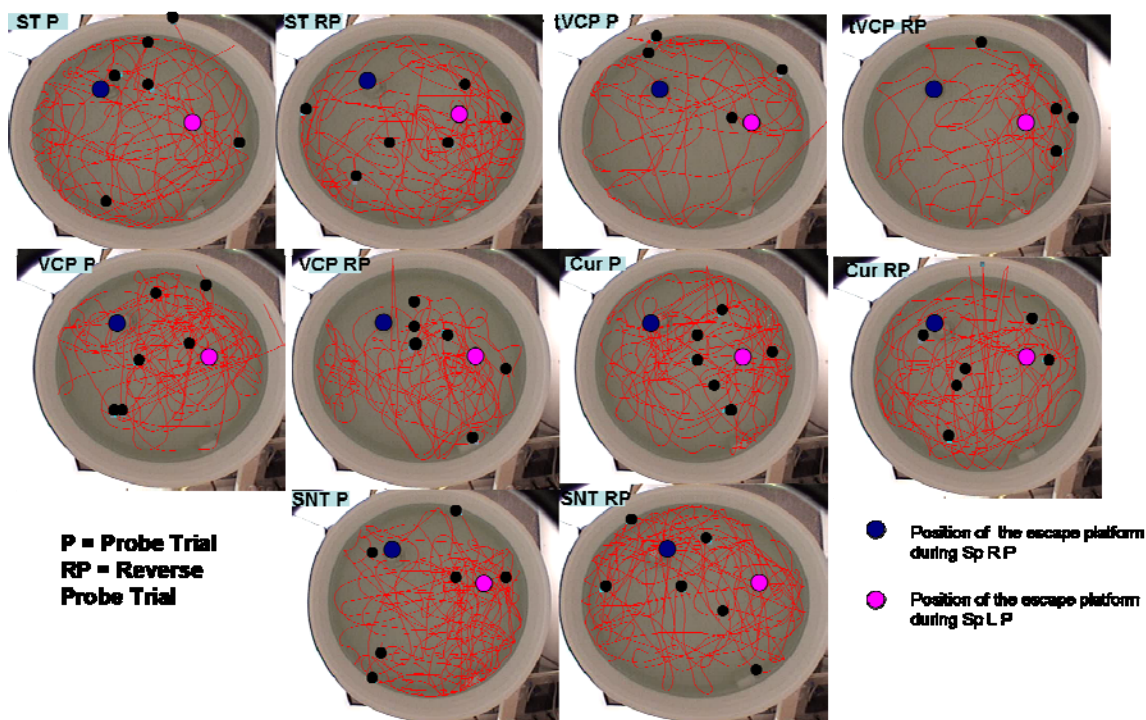 ST P
ST RP
tVCP P
tVCP RP
VCP P
VCP RP
Cur P
Cur RP
SNT P
SNT RP
P = Probe Trial
RP = Reverse
Probe Trial
Position of the escape platform
during Sp R P
Position of the escape platform
during Sp L P